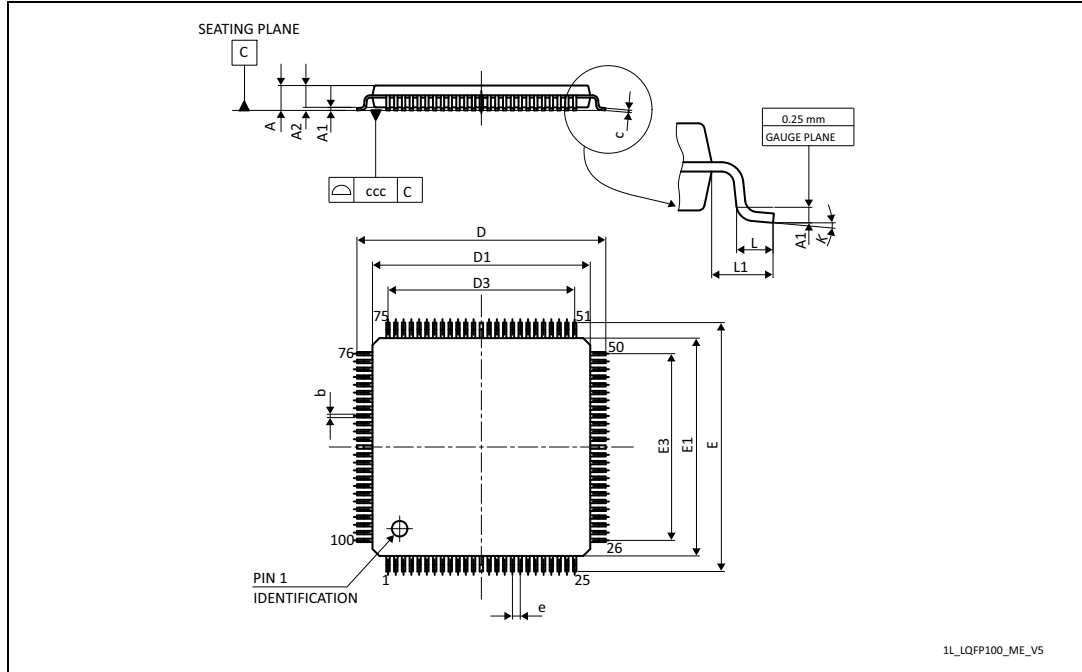 SEATING PLANE
C
A
A2
A1
c
0.25 mm
GAUGE PLANE
ccc C
A1
K
L
L1
D
D1
D3
75
51
76
50
b
E3
E1
E
100
26
PIN 1
IDENTIFICATION
1
25
e
1L_LQFP100_ME_V5